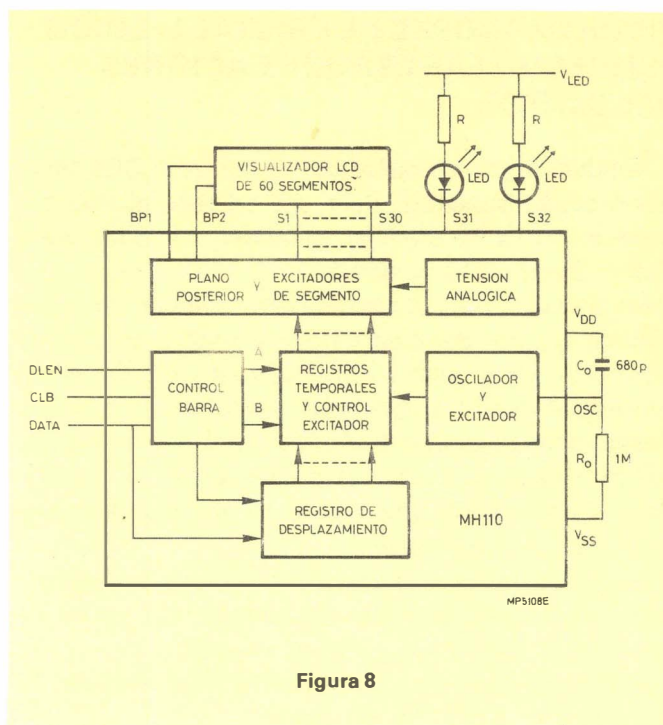 V_LED
R
R
VISUALIZADOR LCD
DE 60 SEGMENTOS
LED
LED
BP1
BP2
S1
S30
S31
S32
PLANO
POSTERIOR
Y
EXCITADORES
DE SEGMENTO
TENSION
ANALOGICA
V_DD
DLEN
CLB
DATA
CONTROL
BARRA
A
B
REGISTROS
TEMPORALES
Y CONTROL
EXCITADOR
OSCILADOR
Y
EXCITADOR
C_O
680p
OSC
R_O
1M
REGISTRO DE
DESPLAZAMIENTO
MH110
V_SS
MP5108E
Figura 8